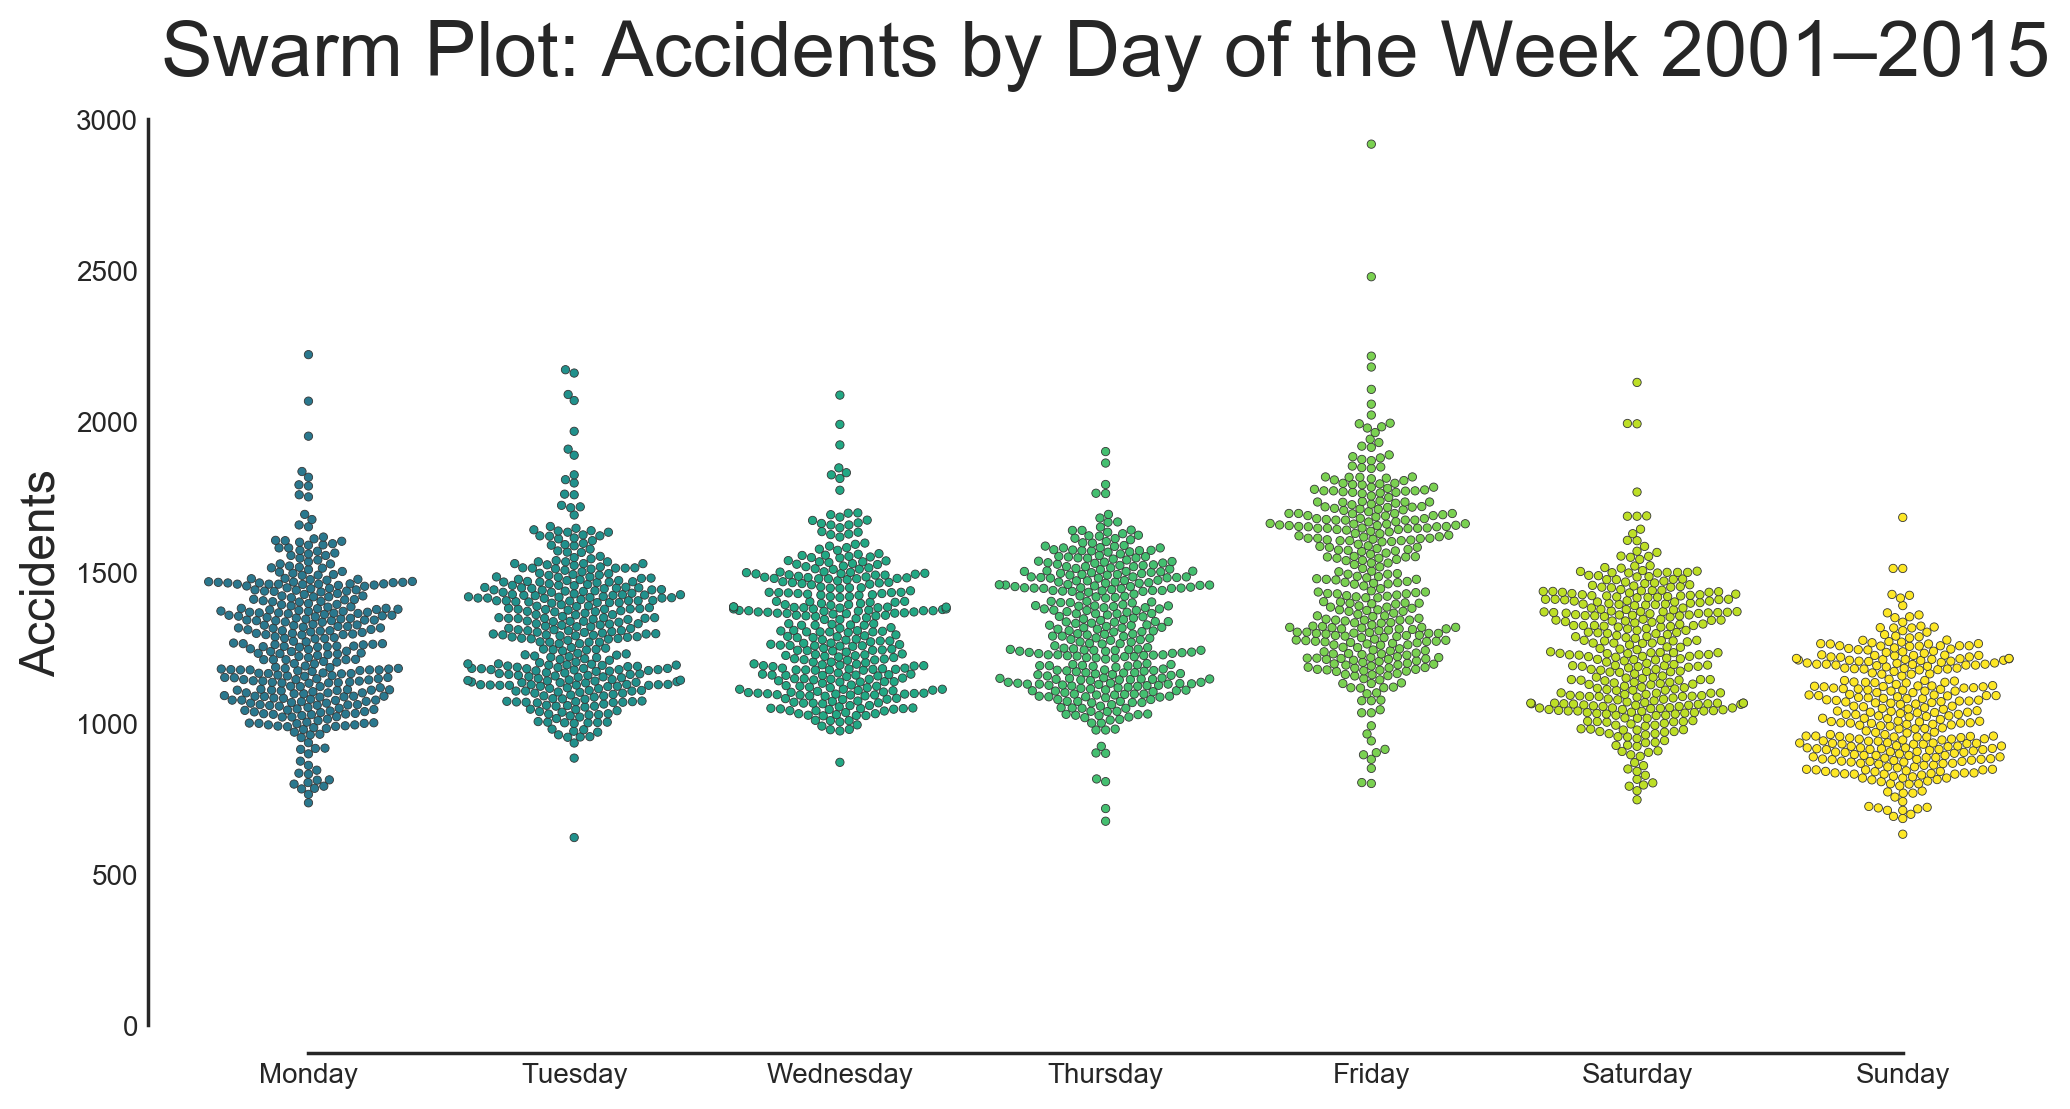 Swarm Plot: Accidents by Day of the Week 2001–2015
3000
2500
2000
1500
1000
500
0
Accidents
Monday Tuesday Wednesday Thursday Friday Saturday Sunday